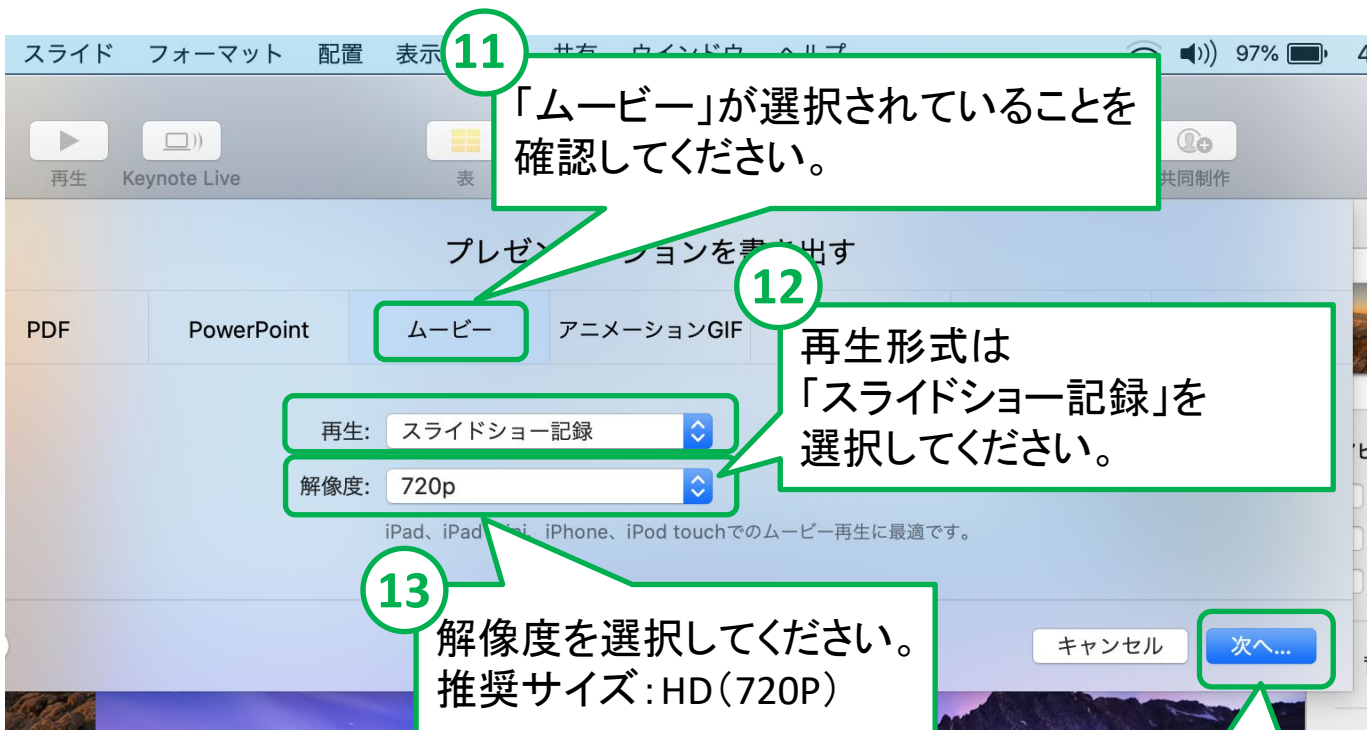 スライド フォーマット 配置 表示 共有 ウインドウ ヘルプ 97%
11
「ムービー」が選択されていることを
確認してください。
再生 Keynote Live 表 共同制作
プレゼンテーションを書き出す
12
PDF PowerPoint ムービー アニメーションGIF
再生形式は
「スライドショー記録」を
選択してください。
再生: スライドショー記録
解像度: 720p
iPad、iPad mini、iPhone、iPod touchでのムービー再生に最適です。
13
解像度を選択してください。
推奨サイズ:HD(720P)
キャンセル 次へ...